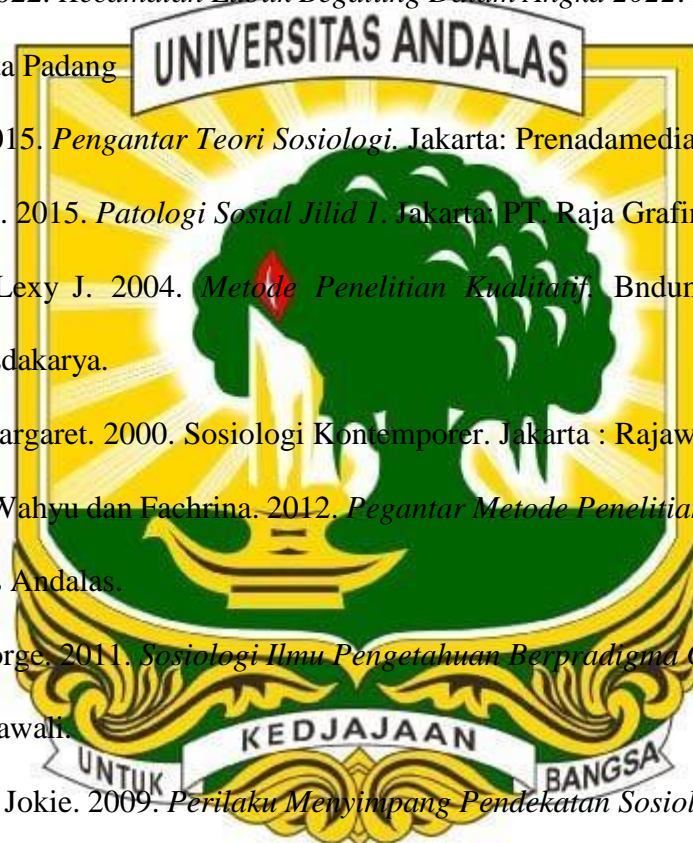 2022. Kecamatan Lubuk Begalung Dalam Angka 2022.
a Padang
UNIVERSITAS ANDALAS
015. Pengantar Teori Sosiologi. Jakarta: Prenadamedia
. 2015. Patologi Sosial Jilid 1. Jakarta: PT. Raja Grafin
Lexy J. 2004. Metode Penelitian Kualitatif. Bndun
dakarya.
argaret. 2000. Sosiologi Kontemporer. Jakarta : Rajaw
Wahyu dan Fachrina. 2012. Pegantar Metode Penelitian
Andalas.
orge. 2011. Sosiologi Ilmu Pengetahuan Berpradigma
awali.
KEDJAJAAN
UNTUK
BANGSA
Jokie. 2009. Perilaku Menyimpang Pendekatan Sosiol